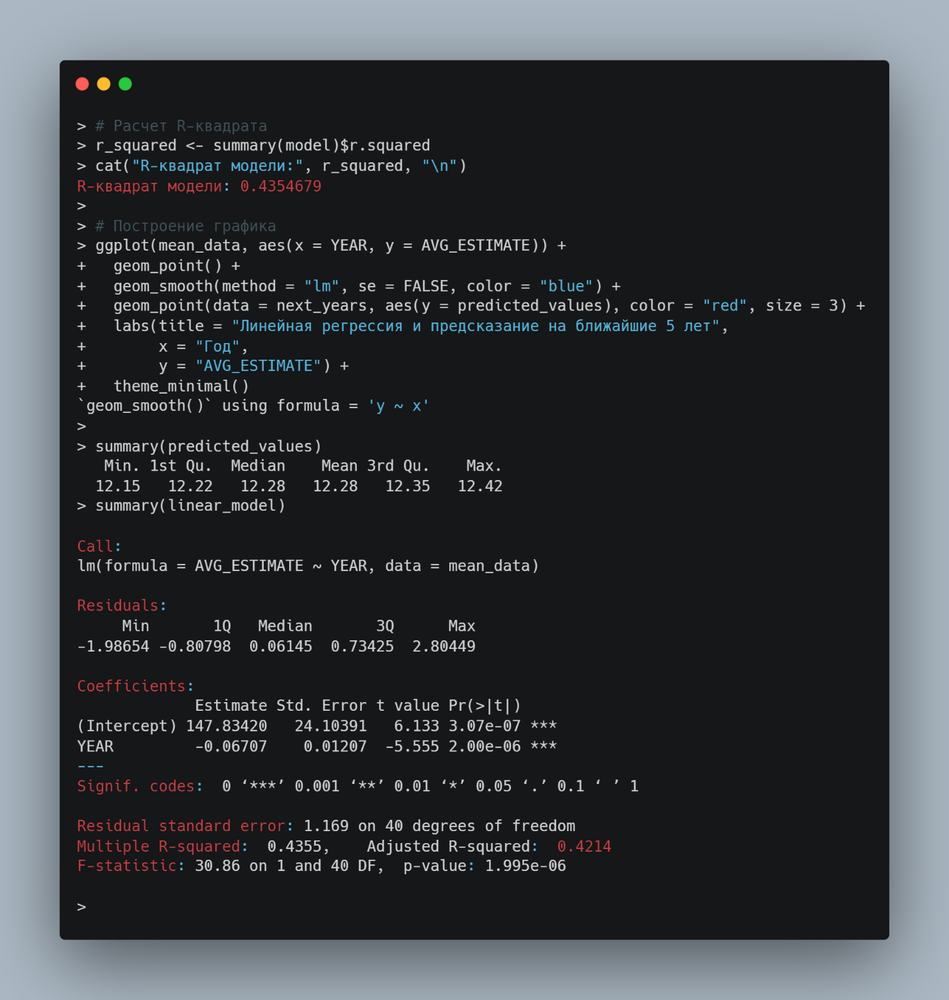 > # Расчет R-квадрата
> r_squared <- summary(model)$r.squared
> cat("R-квадрат модели:", r_squared, "\n")
R-квадрат модели: 0.4354679
>
> # Построение графика
> ggplot(mean_data, aes(x = YEAR, y = AVG_ESTIMATE)) +
+   geom_point() +
+   geom_smooth(method = "lm", se = FALSE, color = "blue") +
+   geom_point(data = next_years, aes(y = predicted_values), color = "red", size = 3) +
+   labs(title = "Линейная регрессия и предсказание на ближайшие 5 лет",
+        x = "Год",
+        y = "AVG_ESTIMATE") +
+   theme_minimal()
`geom_smooth()` using formula = 'y ~ x'
>
> summary(predicted_values)
   Min. 1st Qu.  Median    Mean 3rd Qu.    Max.
  12.15   12.22   12.28   12.28   12.35   12.42
> summary(linear_model)

Call:
lm(formula = AVG_ESTIMATE ~ YEAR, data = mean_data)

Residuals:
     Min       1Q   Median       3Q      Max
-1.98654 -0.80798  0.06145  0.73425  2.80449

Coefficients:
             Estimate Std. Error t value Pr(>|t|)
(Intercept) 147.83420   24.10391   6.133 3.07e-07 ***
YEAR         -0.06707    0.01207  -5.555 2.00e-06 ***
---
Signif. codes:  0 ‘***’ 0.001 ‘**’ 0.01 ‘*’ 0.05 ‘.’ 0.1 ‘ ’ 1

Residual standard error: 1.169 on 40 degrees of freedom
Multiple R-squared:  0.4355,    Adjusted R-squared:  0.4214
F-statistic: 30.86 on 1 and 40 DF,  p-value: 1.995e-06

>